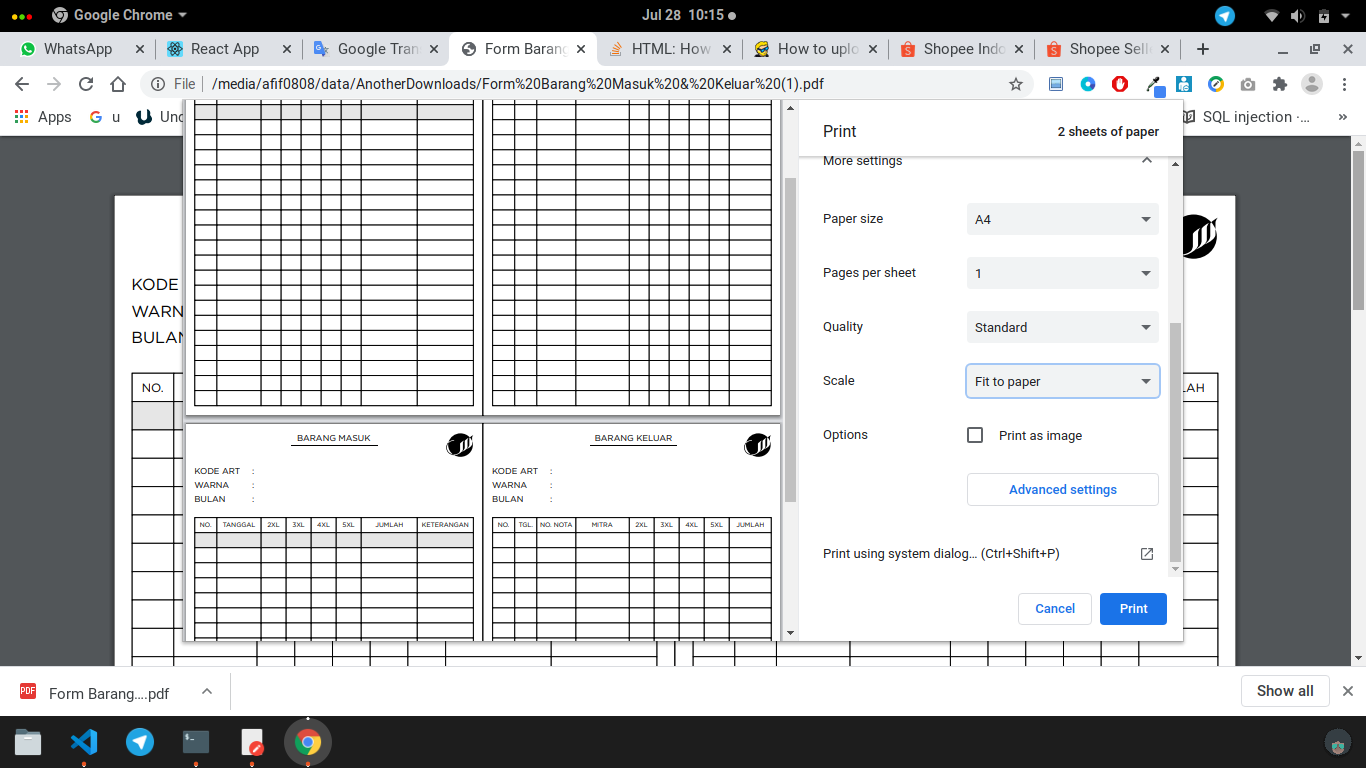 Google Chrome
Jul 28 10:15
WhatsApp
React App
Google Tran
Form Barang
HTML: How
How to uplo
Shopee Indo
Shopee Selle
File
/media/afif0808/data/AnotherDownloads/Form%20Barang%20Masuk%20&%20Keluar%20(1).pdf
Apps
u
Unc
SQL injection ·...
»
Print
2 sheets of paper
More settings
Paper size
A4
Pages per sheet
1
Quality
Standard
Scale
Fit to paper
Options
Print as image
Advanced settings
Print using system dialog... (Ctrl+Shift+P)
Cancel
Print
KODE
WARN
BULAN
NO.
LAH
BARANG MASUK
KODE ART :
WARNA :
BULAN :
NO. TANGGAL 2XL 3XL 4XL 5XL JUMLAH KETERANGAN
BARANG KELUAR
KODE ART :
WARNA :
BULAN :
NO. TGL. NO. NOTA MITRA 2XL 3XL 4XL 5XL JUMLAH
PDF
Form Barang....pdf
Show all